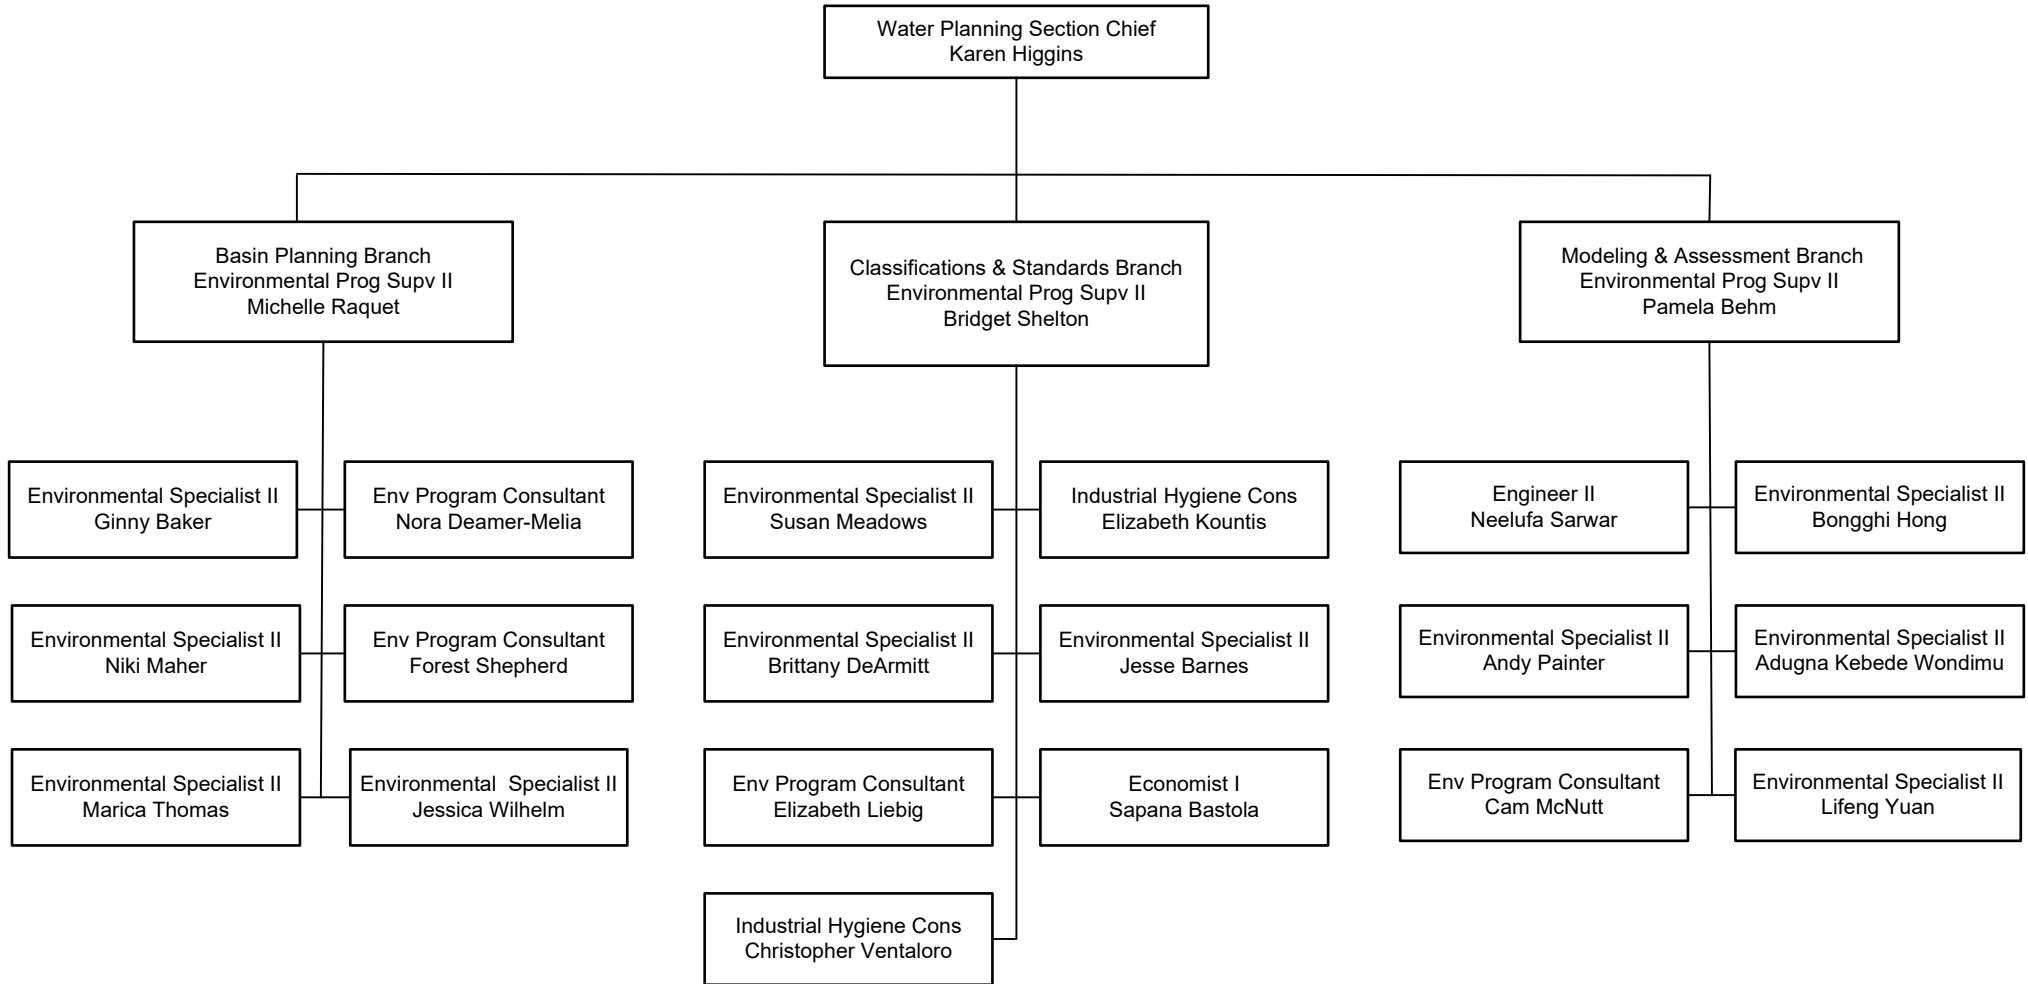 Water Planning Section Chief
Karen Higgins
Basin Planning Branch
Environmental Prog Supv II
Michelle Raquet
Classifications & Standards Branch
Environmental Prog Supv II
Bridget Shelton
Modeling & Assessment Branch
Environmental Prog Supv II
Pamela Behm
Environmental Specialist II
Ginny Baker
Env Program Consultant
Nora Deamer-Melia
Environmental Specialist II
Susan Meadows
Industrial Hygiene Cons
Elizabeth Kountis
Engineer II
Neelufa Sarwar
Environmental Specialist II
Bongghi Hong
Environmental Specialist II
Niki Maher
Env Program Consultant
Forest Shepherd
Environmental Specialist II
Brittany DeArmitt
Environmental Specialist II
Jesse Barnes
Environmental Specialist II
Andy Painter
Environmental Specialist II
Adugna Kebede Wondimu
Environmental Specialist II
Marica Thomas
Environmental  Specialist II
Jessica Wilhelm
Env Program Consultant
Elizabeth Liebig
Economist I
Sapana Bastola
Env Program Consultant
Cam McNutt
Environmental Specialist II
Lifeng Yuan
Industrial Hygiene Cons
Christopher Ventaloro